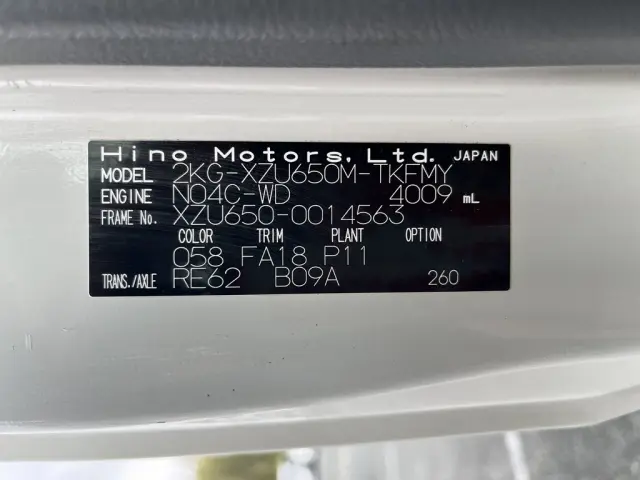 Hino Motors, Ltd. JAPAN
MODEL 2KG-XZU650M-TKFMY
ENGINE N04C-WD 4009 mL
FRAME No. XZU650-0014563
COLOR TRIM PLANT OPTION
058 FA18 P11
TRANS./AXLE RE62 B09A 260